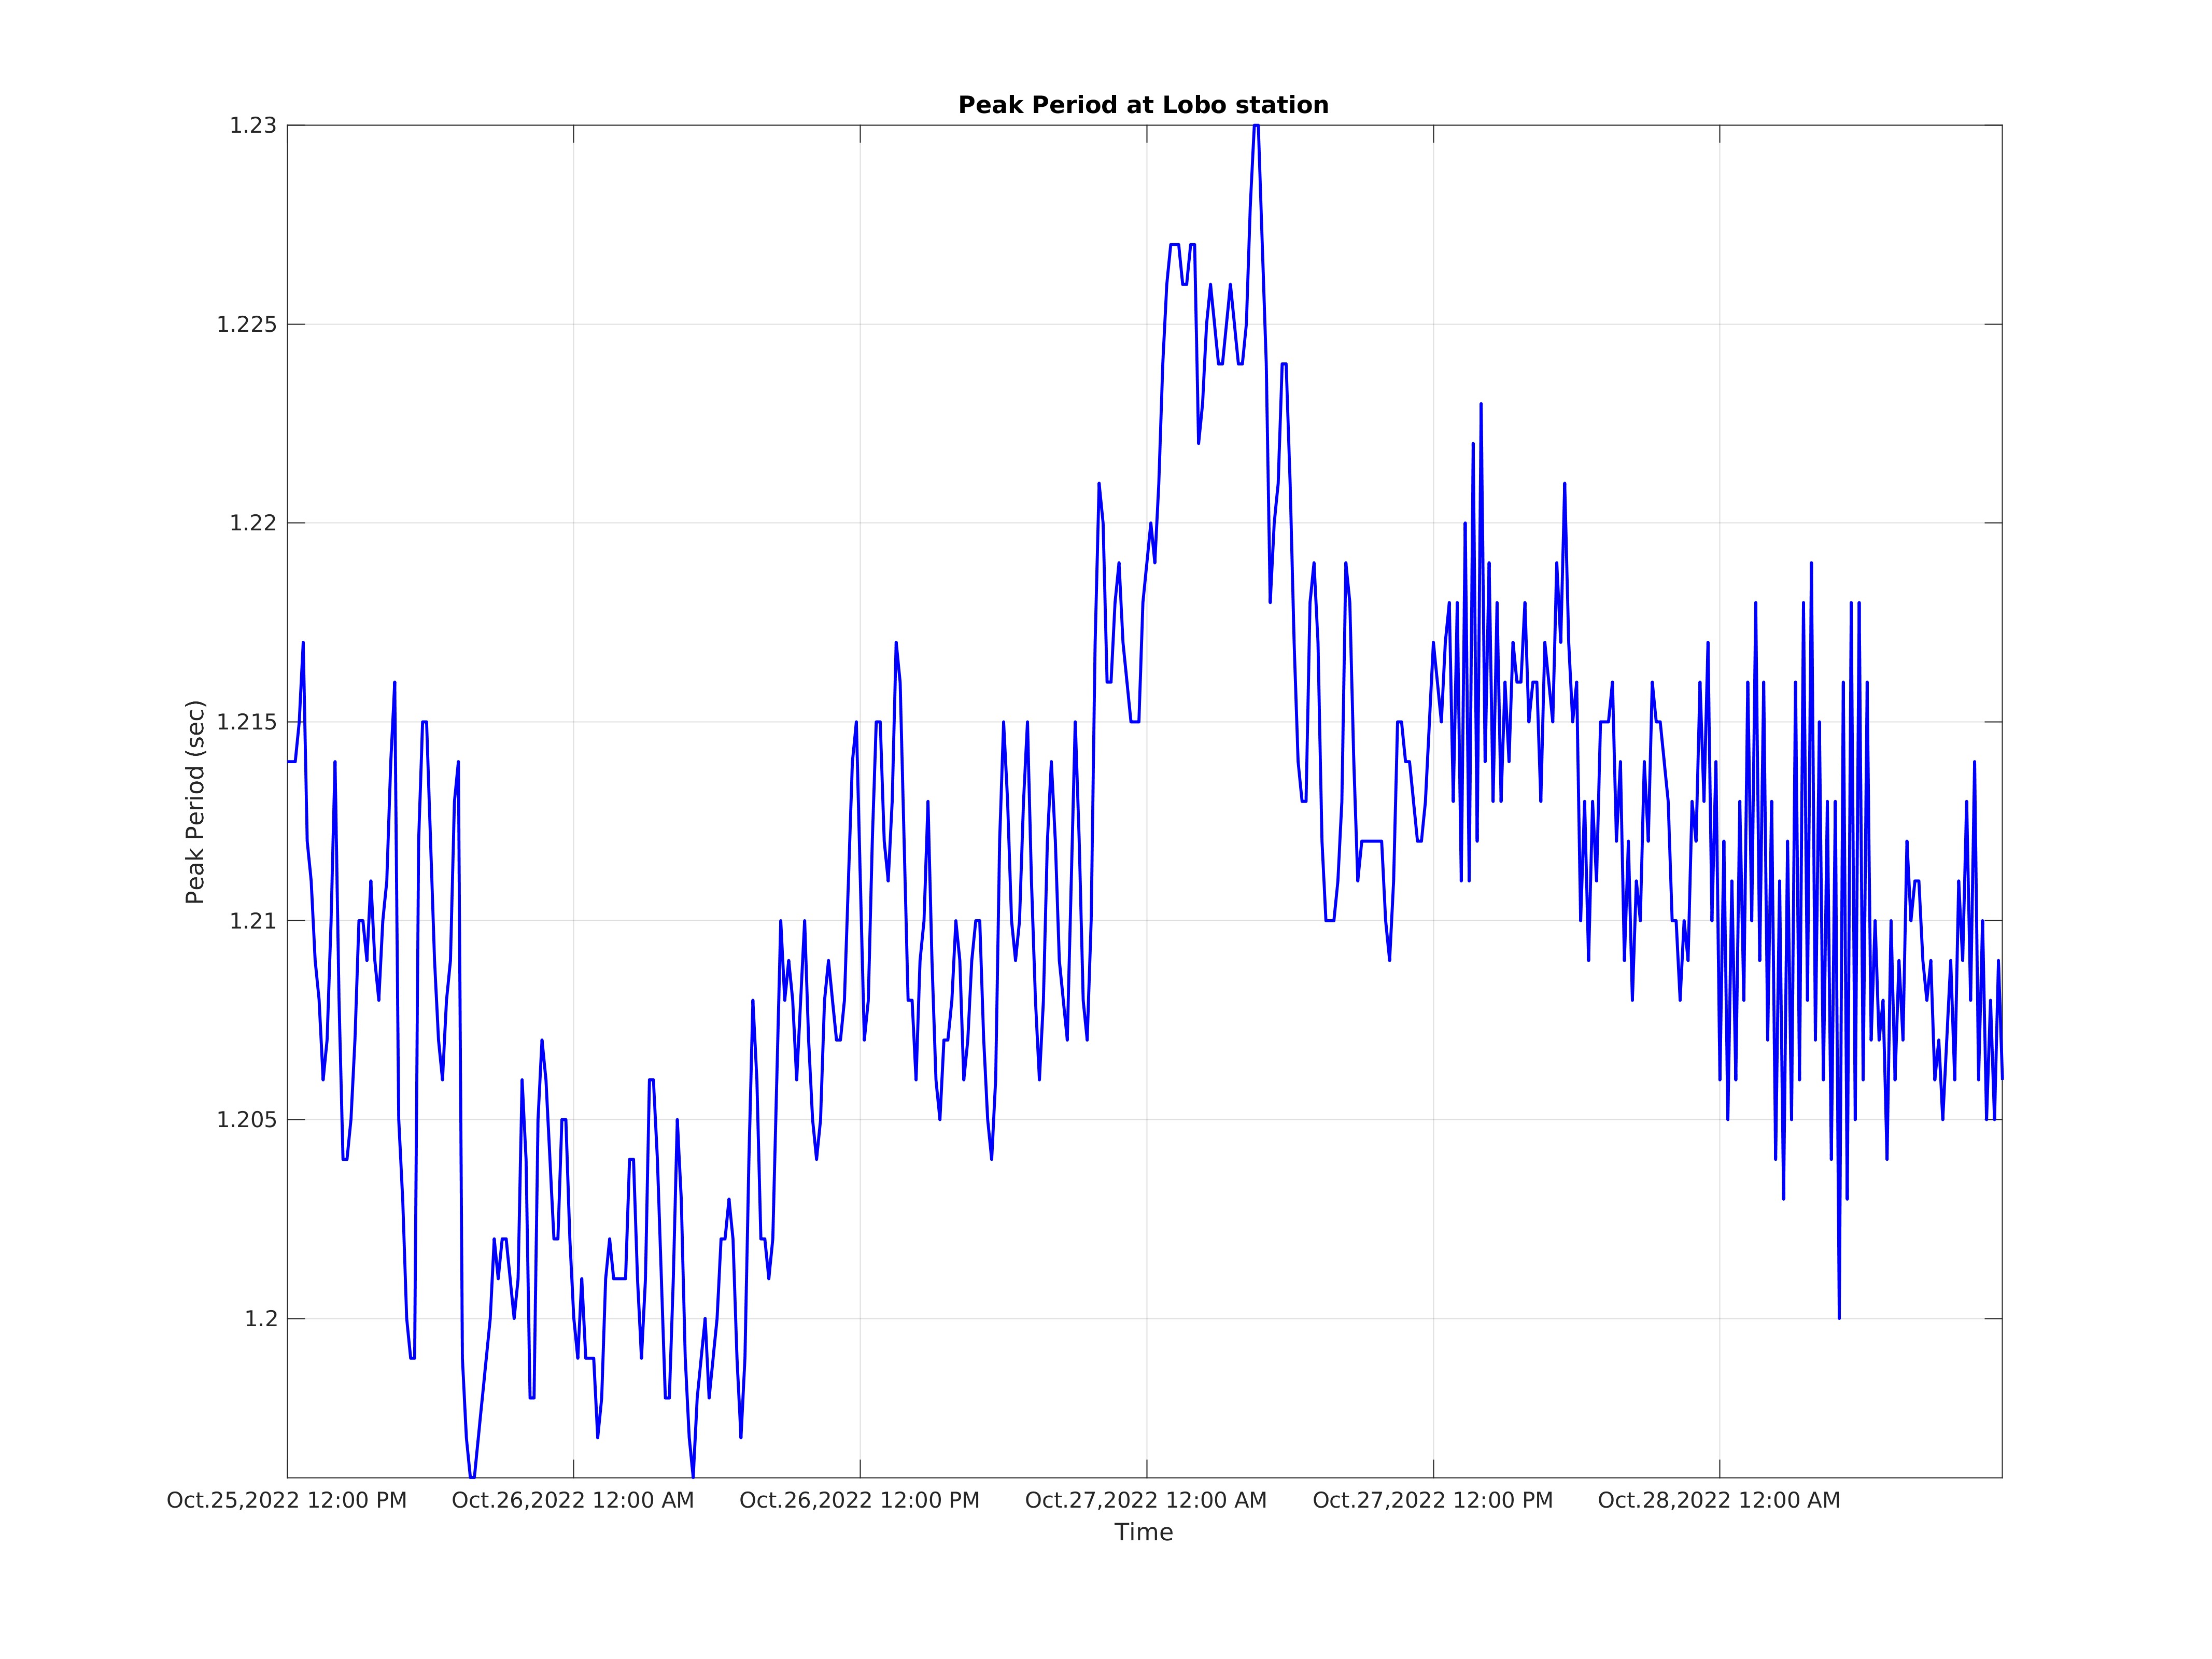 Peak Period at Lobo station
1.23
1.225
1.22
1.215
1.21
1.205
1.2
Peak Period (sec)
Oct.25,2022 12:00 PM Oct.26,2022 12:00 AM Oct.26,2022 12:00 PM Oct.27,2022 12:00 AM Oct.27,2022 12:00 PM Oct.28,2022 12:00 AM
Time